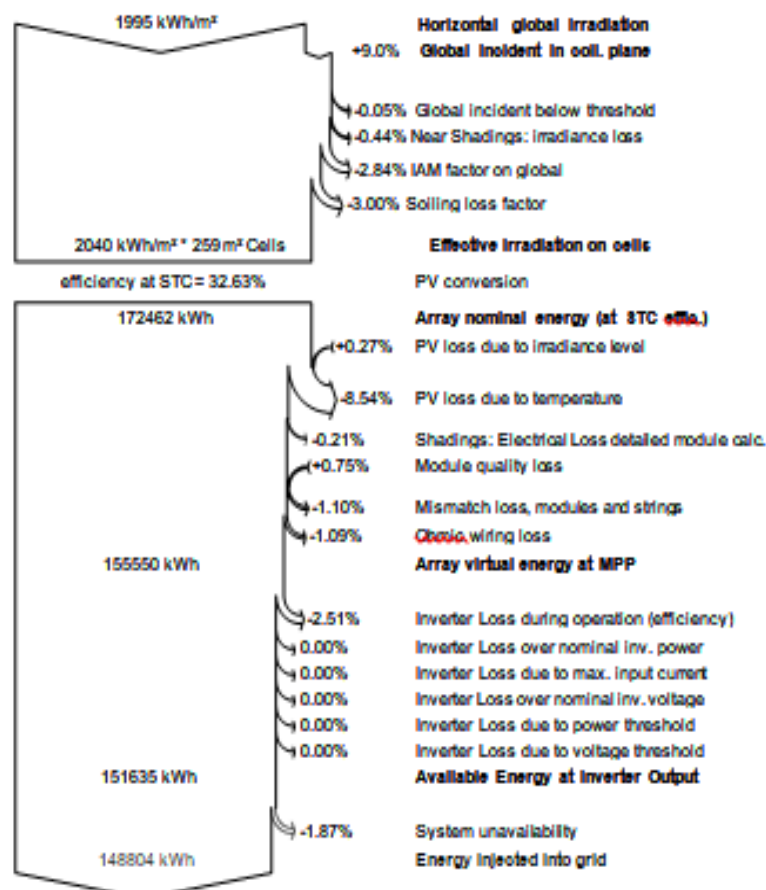 1995 kWh/m² Horizontal global irradiation
+9.0% Global incident in coll. plane
-0.05% Global incident below threshold
-0.44% Near Shadings: irradiance loss
-2.84% IAM factor on global
-3.00% Soiling loss factor
2040 kWh/m² * 259 m² Cells Effective irradiation on cells
efficiency at STC = 32.63% PV conversion
172462 kWh Array nominal energy (at STC effic.)
+0.27% PV loss due to irradiance level
-8.54% PV loss due to temperature
-0.21% Shadings: Electrical Loss detailed module calc.
+0.75% Module quality loss
-1.10% Mismatch loss, modules and strings
-1.09% Ohmic wiring loss
155550 kWh Array virtual energy at MPP
-2.51% Inverter Loss during operation (efficiency)
0.00% Inverter Loss over nominal inv. power
0.00% Inverter Loss due to max. input current
0.00% Inverter Loss over nominal inv. voltage
0.00% Inverter Loss due to power threshold
0.00% Inverter Loss due to voltage threshold
151635 kWh Available Energy at Inverter Output
-1.87% System unavailability
148804 kWh Energy injected into grid